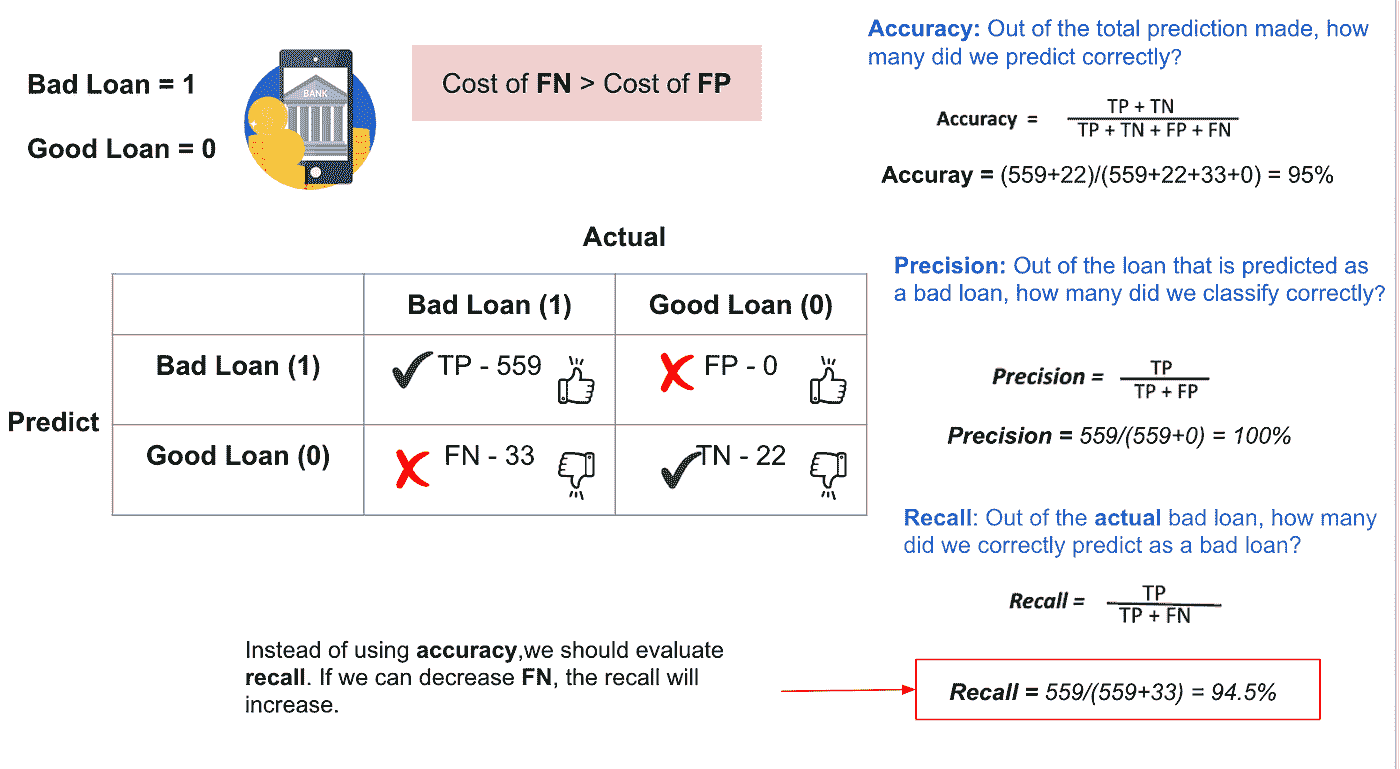 Bad Loan = 1
Good Loan = 0
BANK
Cost of FN > Cost of FP
Accuracy: Out of the total prediction made, how
many did we predict correctly?
Accuracy = TP + TN
TP + TN + FP + FN
Accuray = (559+22)/(559+22+33+0) = 95%
Actual
Bad Loan (1) Good Loan (0)
Predict
Bad Loan (1) TP - 559 FP - 0
Good Loan (0) FN - 33 TN - 22
Precision: Out of the loan that is predicted as
a bad loan, how many did we classify correctly?
Precision = TP
TP + FP
Precision = 559/(559+0) = 100%
Recall: Out of the actual bad loan, how many
did we correctly predict as a bad loan?
Recall = TP
TP + FN
Instead of using accuracy,we should evaluate
recall. If we can decrease FN, the recall will
increase.
Recall = 559/(559+33) = 94.5%